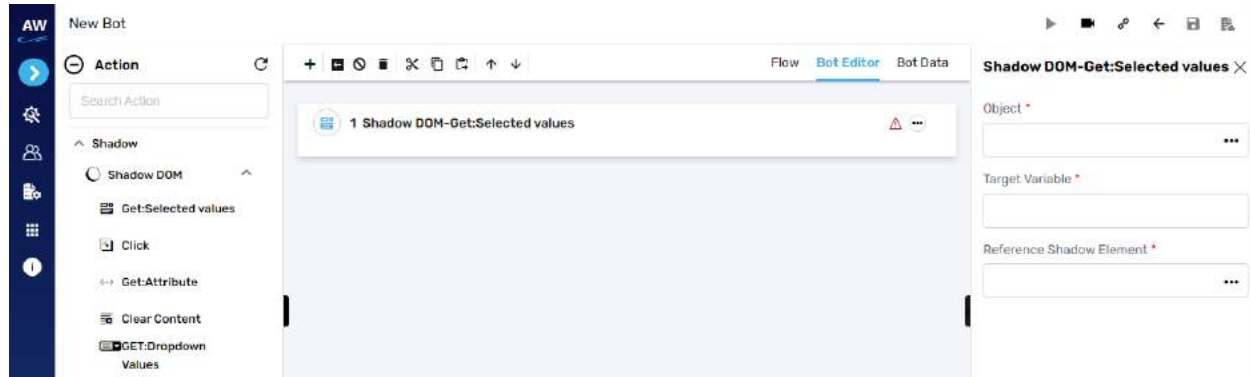 AW
New Bot
Action
Search Action
Shadow
Shadow DOM
Get:Selected values
Click
Get:Attribute
Clear Content
GET:Dropdown
Values
Flow
Bot Editor
Bot Data
1 Shadow DOM-Get:Selected values
Shadow DOM-Get:Selected values
Object *
Target Variable *
Reference Shadow Element *